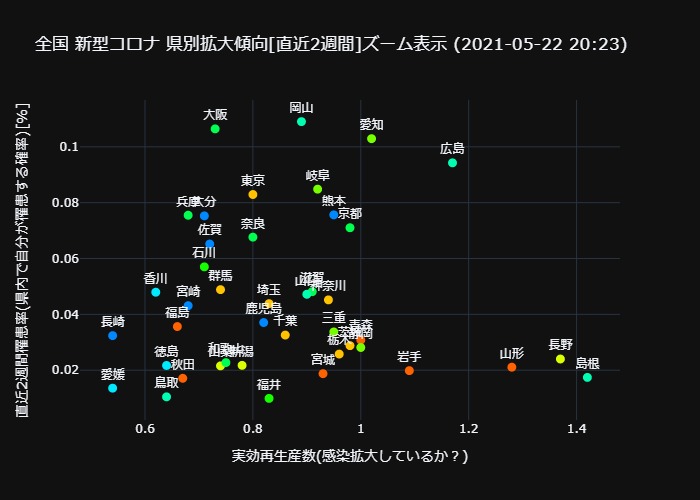 全国 新型コロナ 県別拡大傾向[直近2週間]ズーム表示 (2021-05-22 20:23)
直近2週間罹患率(県内で自分が罹患する確率) [%]
0.1
0.08
0.06
0.04
0.02
岡山
大阪
愛知
広島
岐阜
東京
熊本
兵庫
大分
京都
佐賀
奈良
石川
滋賀
香川
群馬
神奈川
宮崎
埼玉
福島
鹿児島
千葉
三重
長崎
青森
静岡
栃木
徳島
新潟
長野
秋田
宮城
岩手
山形
島根
愛媛
鳥取
福井
0.6
0.8
1
1.2
1.4
実効再生産数(感染拡大しているか？)